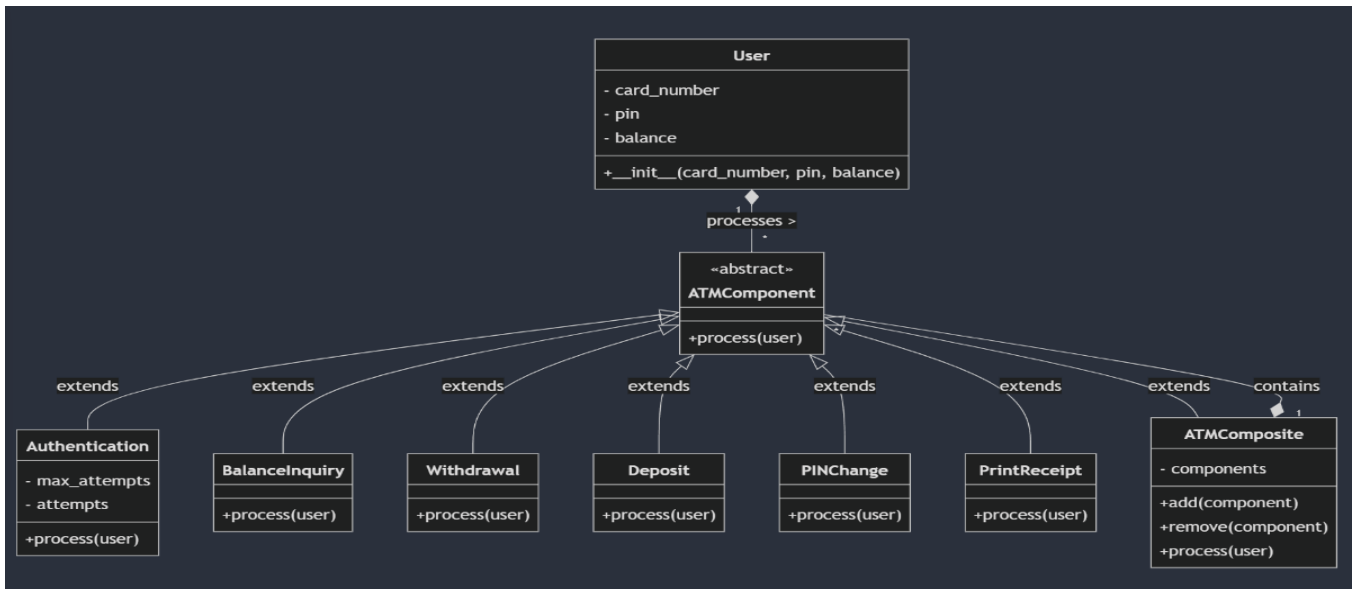 User
- card_number
- pin
- balance
+__init__(card_number, pin, balance)
1
processes >
*
«abstract»
ATMComponent
+process(user)
*
extends
extends
extends
extends
extends
extends
extends
contains
1
Authentication
- max_attempts
- attempts
+process(user)
BalanceInquiry
+process(user)
Withdrawal
+process(user)
Deposit
+process(user)
PINChange
+process(user)
PrintReceipt
+process(user)
ATMComposite
- components
+add(component)
+remove(component)
+process(user)